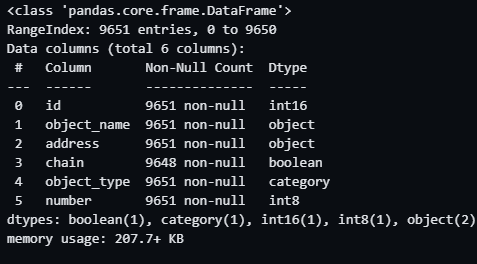 <class 'pandas.core.frame.DataFrame'>
RangeIndex: 9651 entries, 0 to 9650
Data columns (total 6 columns):
 #   Column       Non-Null Count  Dtype
---  ------       --------------  -----
 0   id           9651 non-null   int16
 1   object_name  9651 non-null   object
 2   address      9651 non-null   object
 3   chain        9648 non-null   boolean
 4   object_type  9651 non-null   category
 5   number       9651 non-null   int8
dtypes: boolean(1), category(1), int16(1), int8(1), object(2)
memory usage: 207.7+ KB